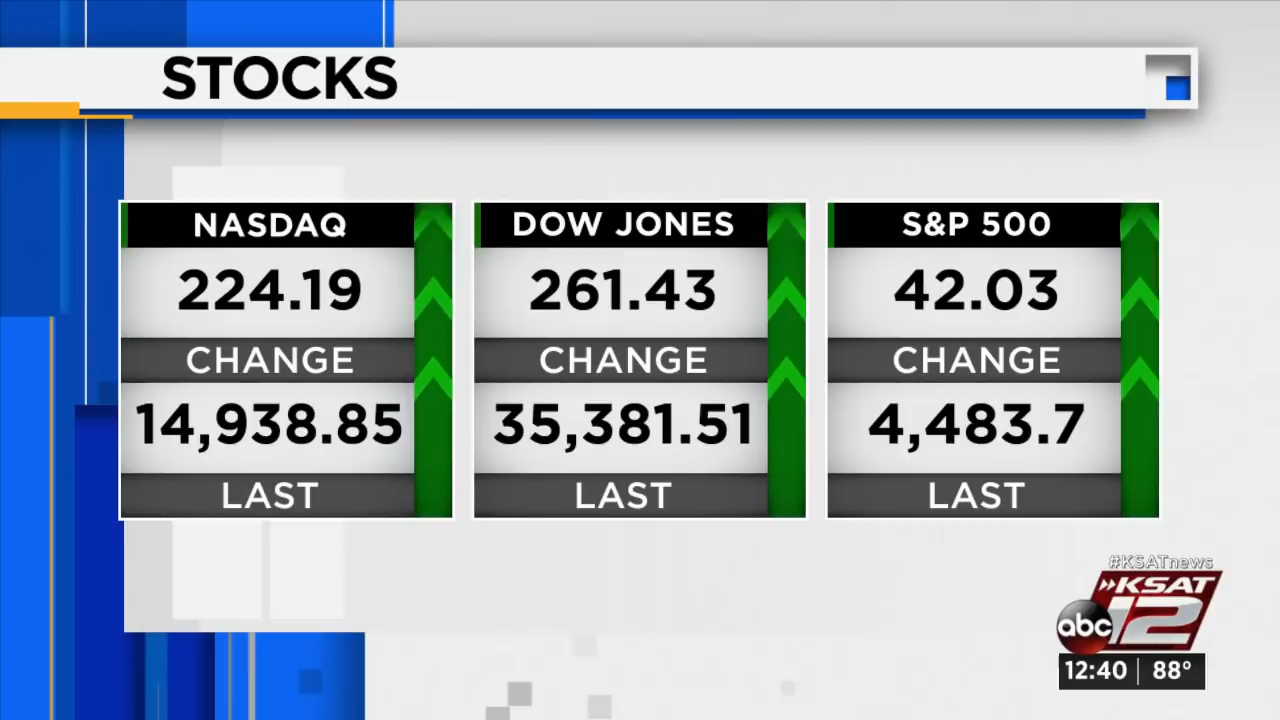 STOCKS
NASDAQ
224.19
CHANGE
14,938.85
LAST
DOW JONES
261.43
CHANGE
35,381.51
LAST
S&P 500
42.03
CHANGE
4,483.7
LAST
#KSATnews
KSAT
abc 12
12:40 88°